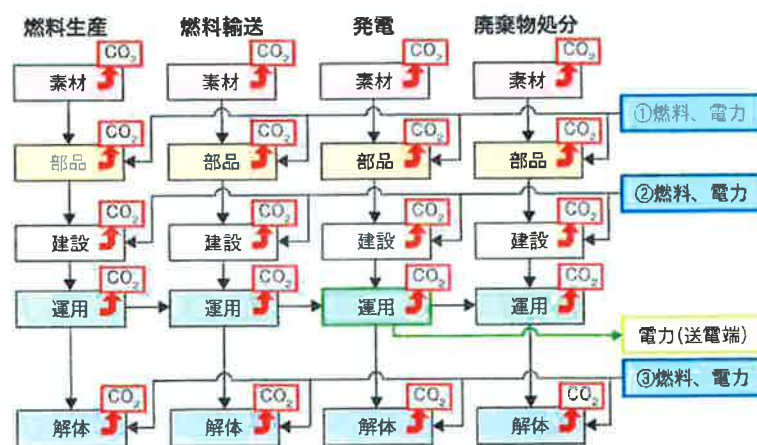 燃料生産 燃料輸送 発電 廃棄物処分
CO₂ CO₂ CO₂ CO₂
素材 素材 素材 素材
①燃料、電力
CO₂ CO₂ CO₂ CO₂
部品 部品 部品 部品
②燃料、電力
CO₂ CO₂ CO₂ CO₂
建設 建設 建設 建設
CO₂ CO₂ CO₂ CO₂
運用 運用 運用 運用
電力(送電端)
③燃料、電力
CO₂ CO₂ CO₂ CO₂
解体 解体 解体 解体